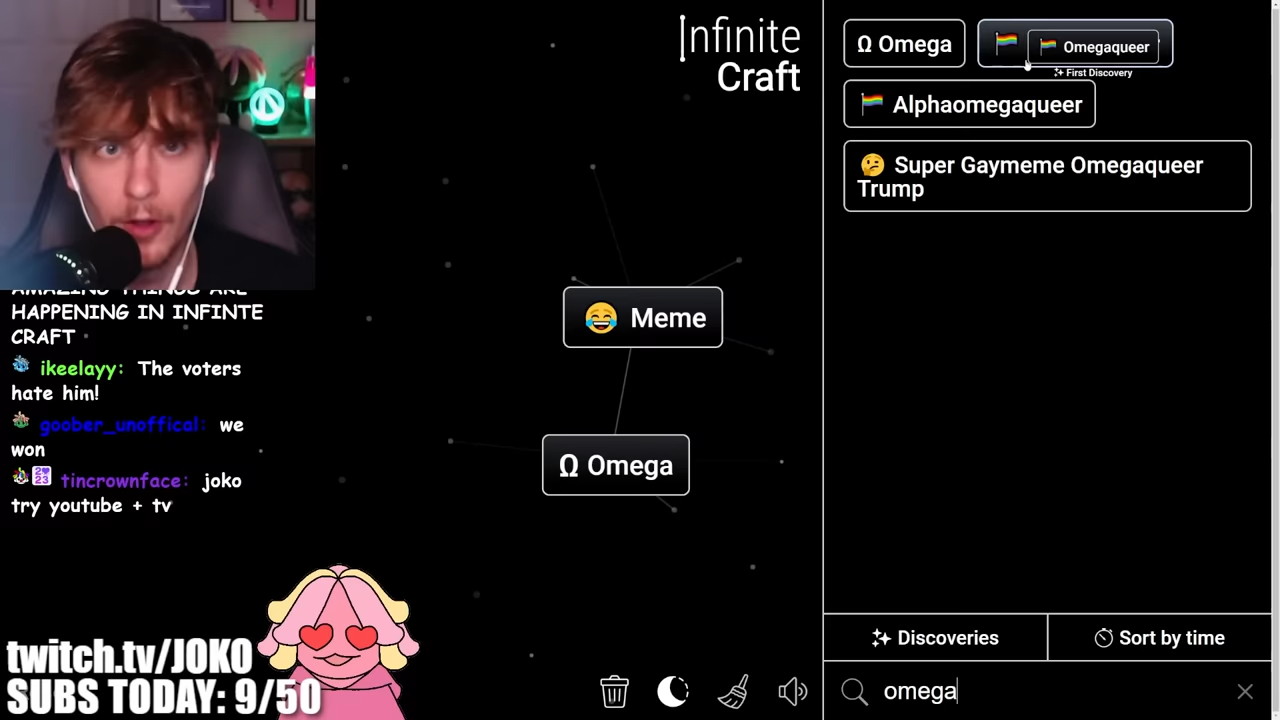 Infinite
Craft
AMAZING THINGS ARE
HAPPENING IN INFINTE
CRAFT
ikeelayy: The voters
hate him!
goober_unoffical: we
won
2023 tincrownface: joko
try youtube + tv
twitch.tv/JOKO
SUBS TODAY: 9/50
😂 Meme
Ω Omega
Ω Omega
Omegaqueer
✨ First Discovery
Alphaomegaqueer
🤔 Super Gaymeme Omegaqueer
Trump
Discoveries
Sort by time
omega